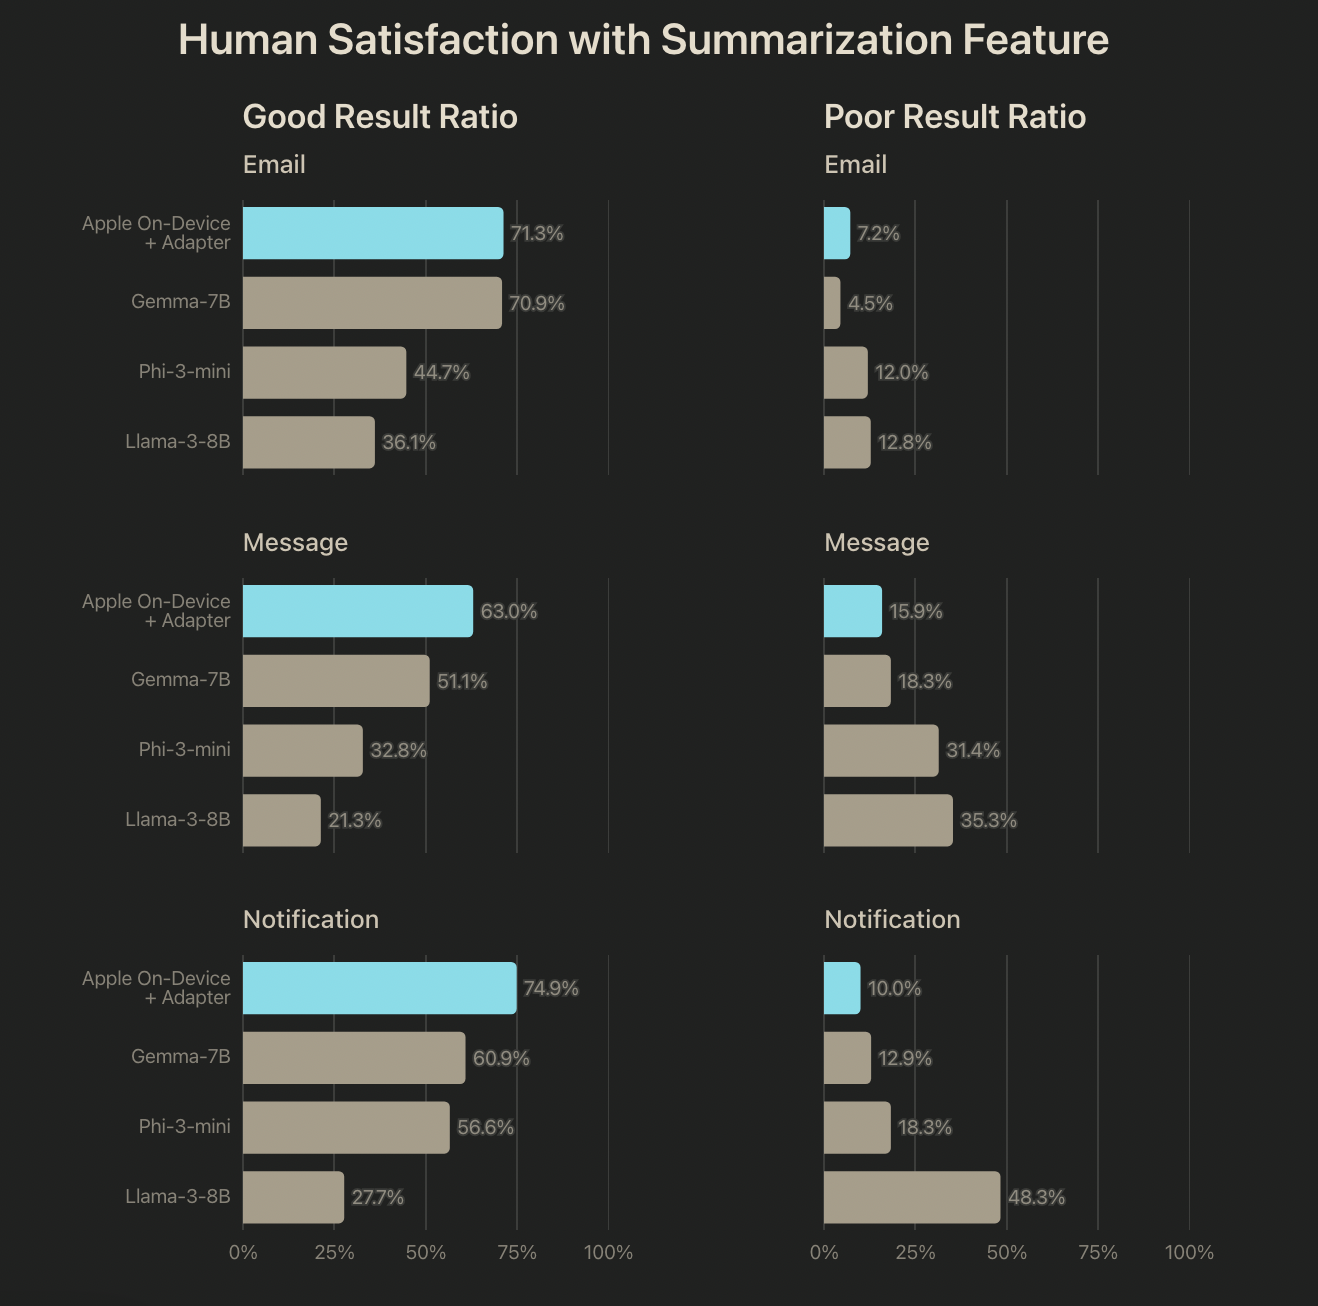 Human Satisfaction with Summarization Feature
Good Result Ratio
Email
Apple On-Device
+ Adapter
71.3%
Gemma-7B
70.9%
Phi-3-mini
44.7%
Llama-3-8B
36.1%
Message
Apple On-Device
+ Adapter
63.0%
Gemma-7B
51.1%
Phi-3-mini
32.8%
Llama-3-8B
21.3%
Notification
Apple On-Device
+ Adapter
74.9%
Gemma-7B
60.9%
Phi-3-mini
56.6%
Llama-3-8B
27.7%
0% 25% 50% 75% 100%
Poor Result Ratio
Email
7.2%
4.5%
12.0%
12.8%
Message
15.9%
18.3%
31.4%
35.3%
Notification
10.0%
12.9%
18.3%
48.3%
0% 25% 50% 75% 100%